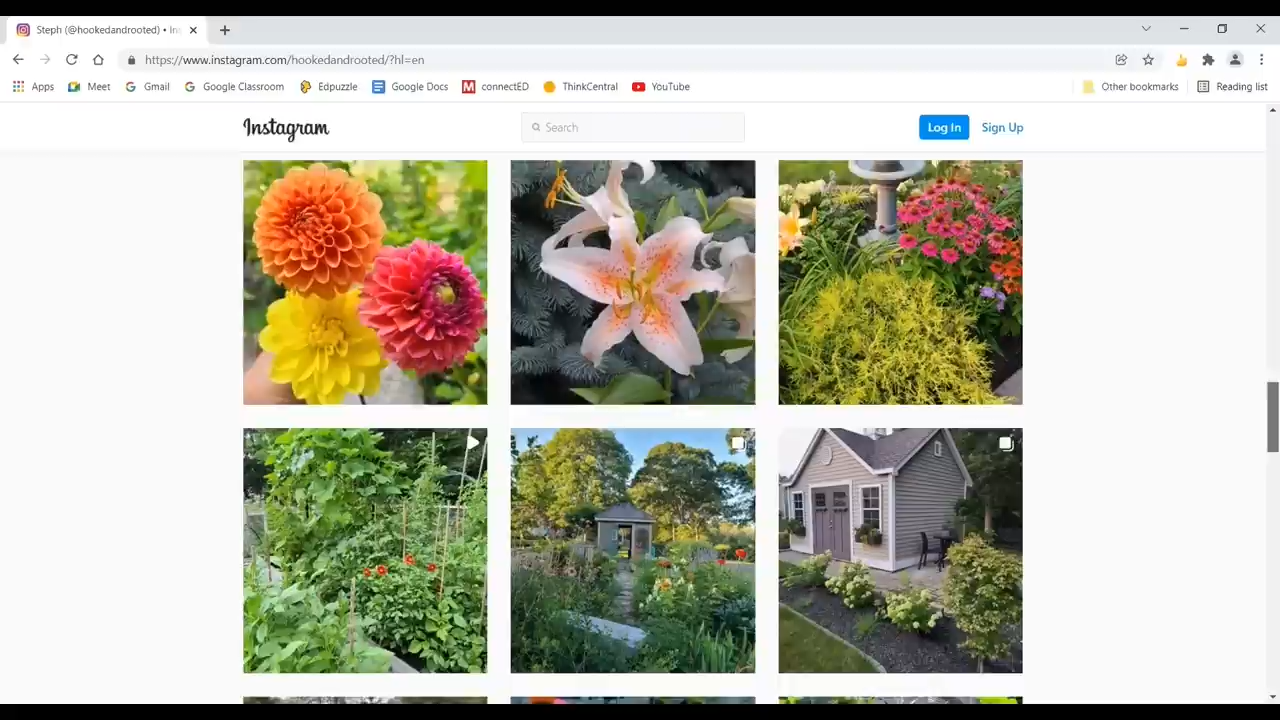 Steph (@hookedandrooted) • In
https://www.instagram.com/hookedandrooted/?hl=en
Apps Meet Gmail Google Classroom Edpuzzle Google Docs connectED ThinkCentral YouTube Other bookmarks Reading list
Instagram Search Log In Sign Up